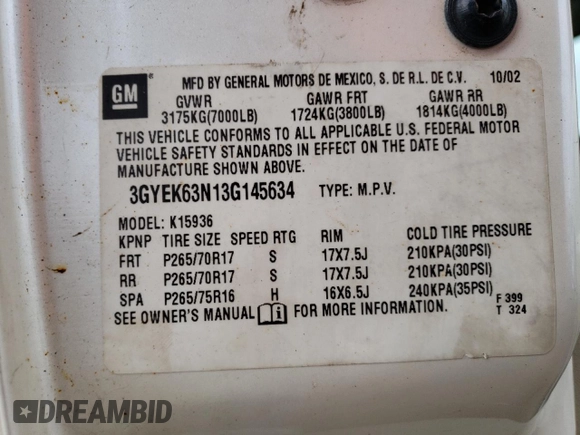 GM
MFD BY GENERAL MOTORS DE MEXICO, S. DE R.L. DE C.V. 10/02
GVWR GAWR FRT GAWR RR
3175KG(7000LB) 1724KG(3800LB) 1814KG(4000LB)
THIS VEHICLE CONFORMS TO ALL APPLICABLE U.S. FEDERAL MOTOR
VEHICLE SAFETY STANDARDS IN EFFECT ON THE DATE OF
MANUFACTURE SHOWN ABOVE.
3GYEK63N13G145634 TYPE: M.P.V.
MODEL: K15936
KPNP TIRE SIZE SPEED RTG RIM COLD TIRE PRESSURE
FRT P265/70R17 S 17X7.5J 210KPA(30PSI)
RR P265/70R17 S 17X7.5J 210KPA(30PSI)
SPA P265/75R16 H 16X6.5J 240KPA(35PSI)
SEE OWNER'S MANUAL i FOR MORE INFORMATION. F 399
T 324
DREAMBID